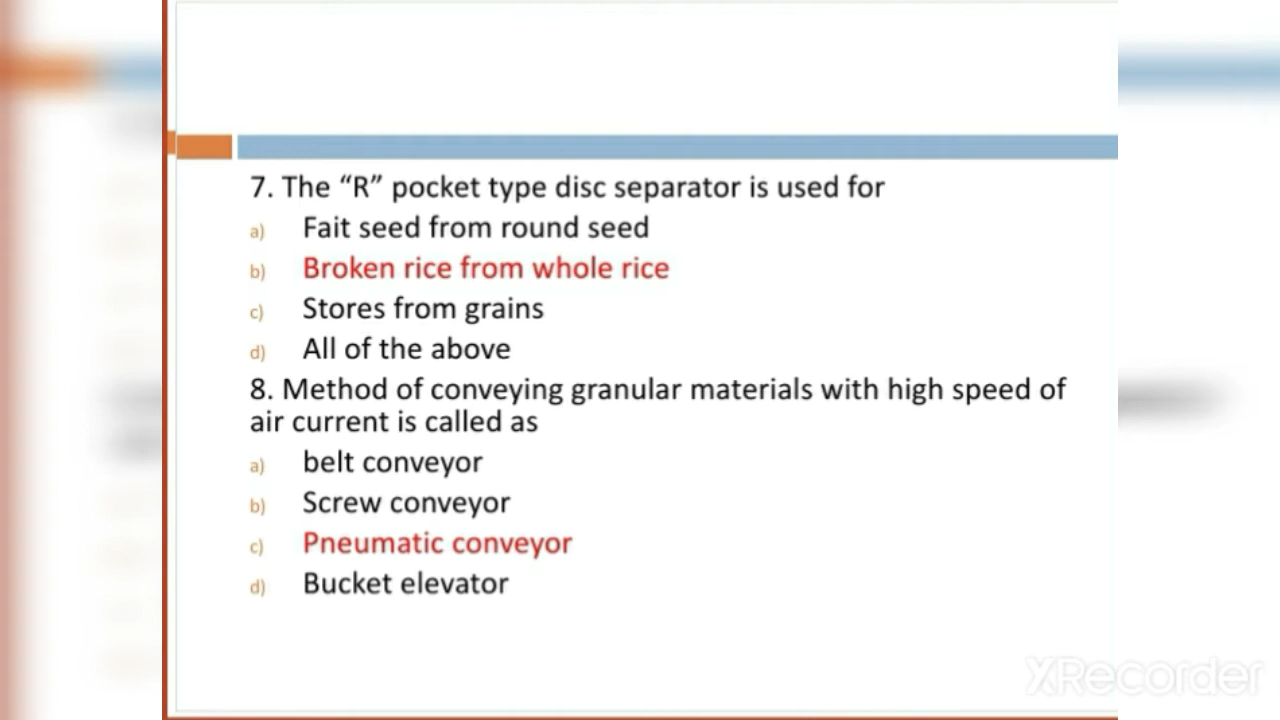 7. The “R” pocket type disc separator is used for
a) Fait seed from round seed
b) Broken rice from whole rice
c) Stores from grains
d) All of the above
8. Method of conveying granular materials with high speed of
air current is called as
a) belt conveyor
b) Screw conveyor
c) Pneumatic conveyor
d) Bucket elevator
XRecorder